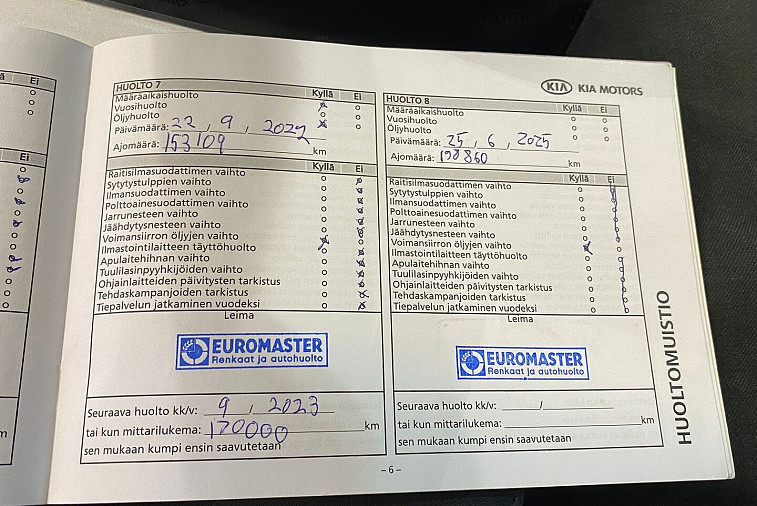 Ei
Ei
m
HUOLTO 7 Kyllä Ei
Määräaikaishuolto
Vuosihuolto
Öljyhuolto
Päivämäärä: 22 , 9 , 2022
Ajomäärä: 153109 km
Kyllä Ei
Raitisilmasuodattimen vaihto
Sytytystulppien vaihto
Ilmansuodattimen vaihto
Polttoainesuodattimen vaihto
Jarrunesteen vaihto
Jäähdytysnesteen vaihto
Voimansiirron öljyjen vaihto
Ilmastointilaitteen täyttöhuolto
Apulaitehihnan vaihto
Tuulilasinpyyhkijöiden vaihto
Ohjainlaitteiden päivitysten tarkistus
Tehdaskampanjoiden tarkistus
Tiepalvelun jatkaminen vuodeksi
Leima
EUROMASTER
Renkaat ja autohuolto
Seuraava huolto kk/v: 9 , 2023
tai kun mittarilukema: 170000 km
sen mukaan kumpi ensin saavutetaan
KIA KIA MOTORS
HUOLTO 8 Kyllä Ei
Määräaikaishuolto
Vuosihuolto
Öljyhuolto
Päivämäärä: 25 , 6 , 2025
Ajomäärä: 198860 km
Kyllä Ei
Raitisilmasuodattimen vaihto
Sytytystulppien vaihto
Ilmansuodattimen vaihto
Polttoainesuodattimen vaihto
Jarrunesteen vaihto
Jäähdytysnesteen vaihto
Voimansiirron öljyjen vaihto
Ilmastointilaitteen täyttöhuolto
Apulaitehihnan vaihto
Tuulilasinpyyhkijöiden vaihto
Ohjainlaitteiden päivitysten tarkistus
Tehdaskampanjoiden tarkistus
Tiepalvelun jatkaminen vuodeksi
Leima
EUROMASTER
Renkaat ja autohuolto
Seuraava huolto kk/v: /
tai kun mittarilukema: km
sen mukaan kumpi ensin saavutetaan
HUOLTOMUISTIO
– 6 –